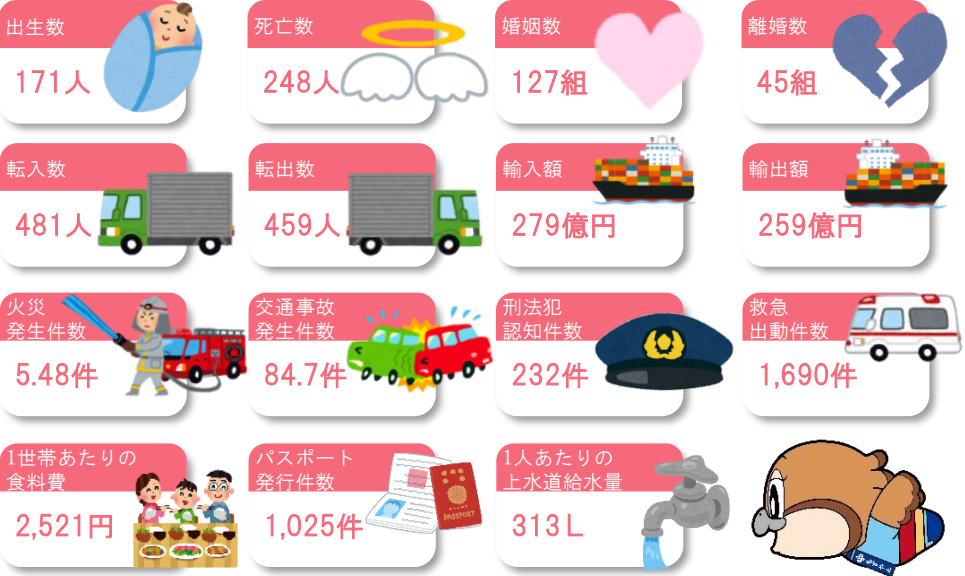 出生数
171人
死亡数
248人
婚姻数
127組
離婚数
45組
転入数
481人
転出数
459人
輸入額
279億円
輸出額
259億円
火災
発生件数
5.48件
交通事故
発生件数
84.7件
刑法犯
認知件数
232件
救急
出動件数
1,690件
1世帯あたりの
食料費
2,521円
パスポート
発行件数
1,025件
PASSPORT
1人あたりの
上水道給水量
313L